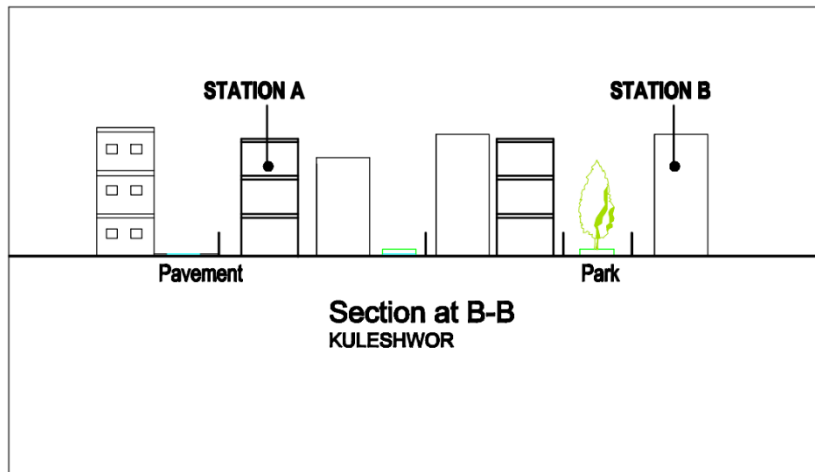 STATION A
STATION B
Pavement
Park
Section at B-B
KULESHWOR